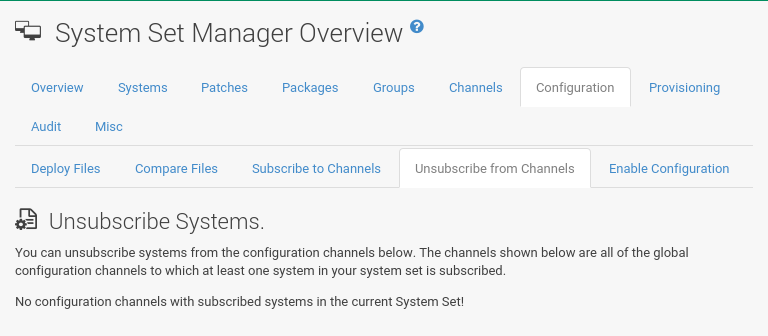 System Set Manager Overview ?
Overview Systems Patches Packages Groups Channels Configuration Provisioning
Audit Misc
Deploy Files Compare Files Subscribe to Channels Unsubscribe from Channels Enable Configuration
Unsubscribe Systems.
You can unsubscribe systems from the configuration channels below. The channels shown below are all of the global
configuration channels to which at least one system in your system set is subscribed.
No configuration channels with subscribed systems in the current System Set!